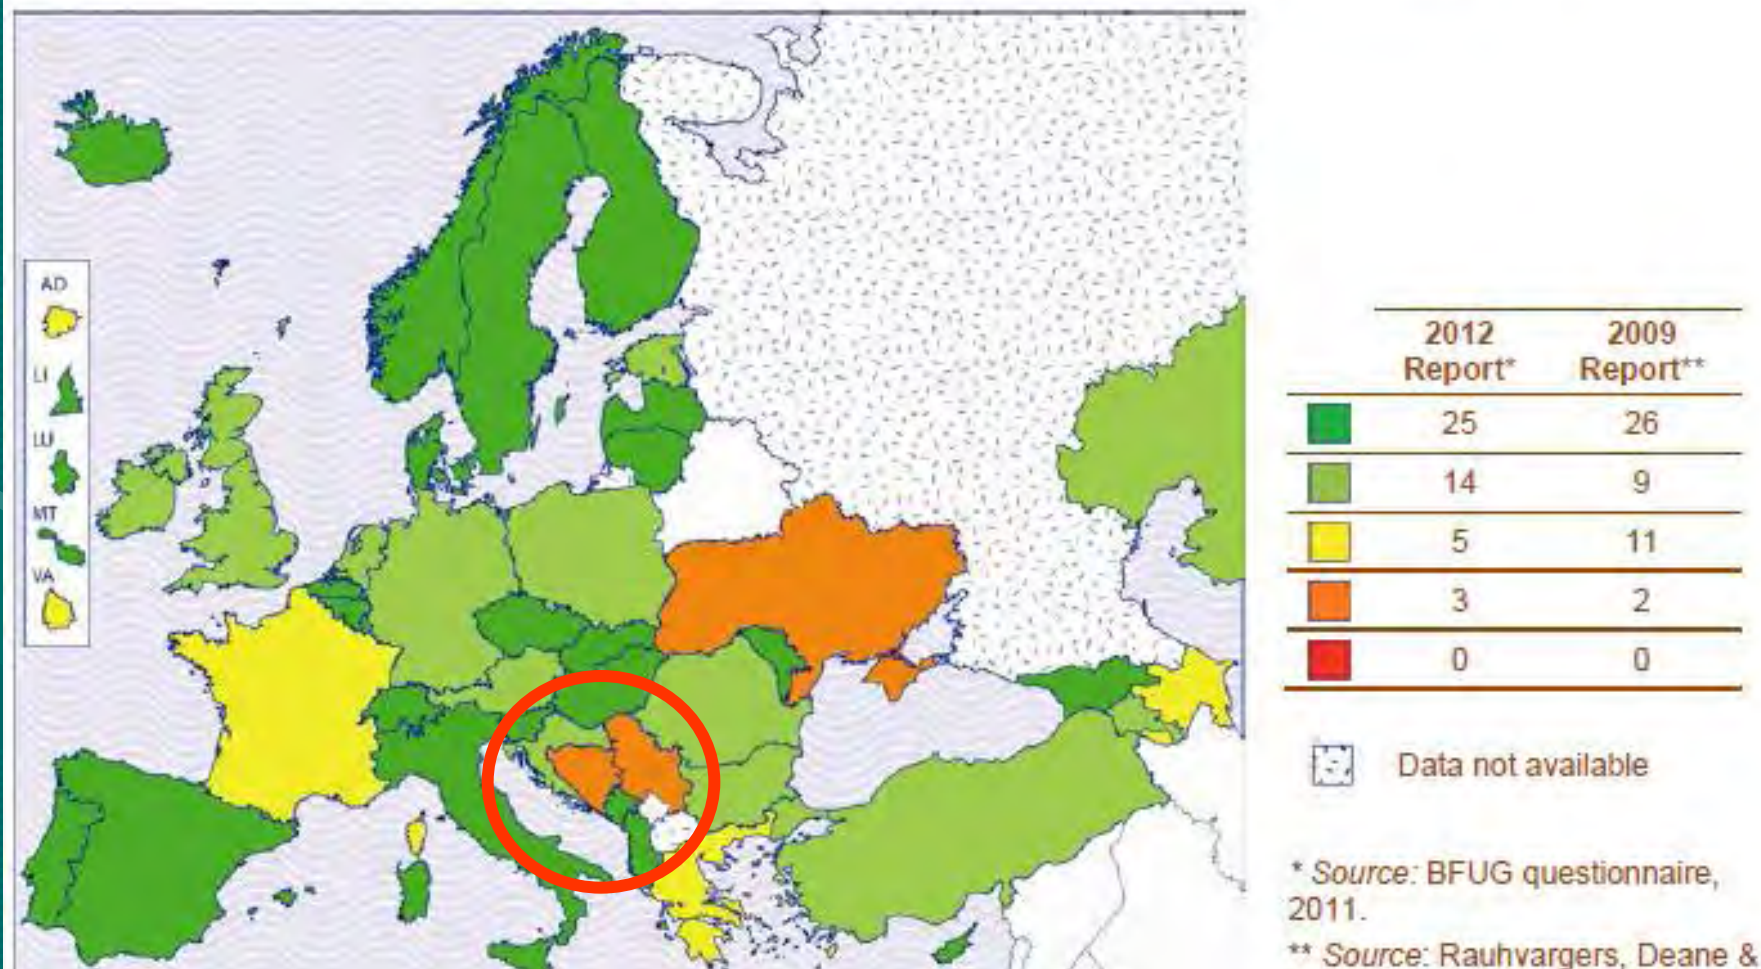 AD
LI
LU
MT
VA
2012 2009
Report* Report**
25 26
14 9
5 11
3 2
0 0
Data not available
* Source: BFUG questionnaire,
2011.
** Source: Rauhvargers, Deane &